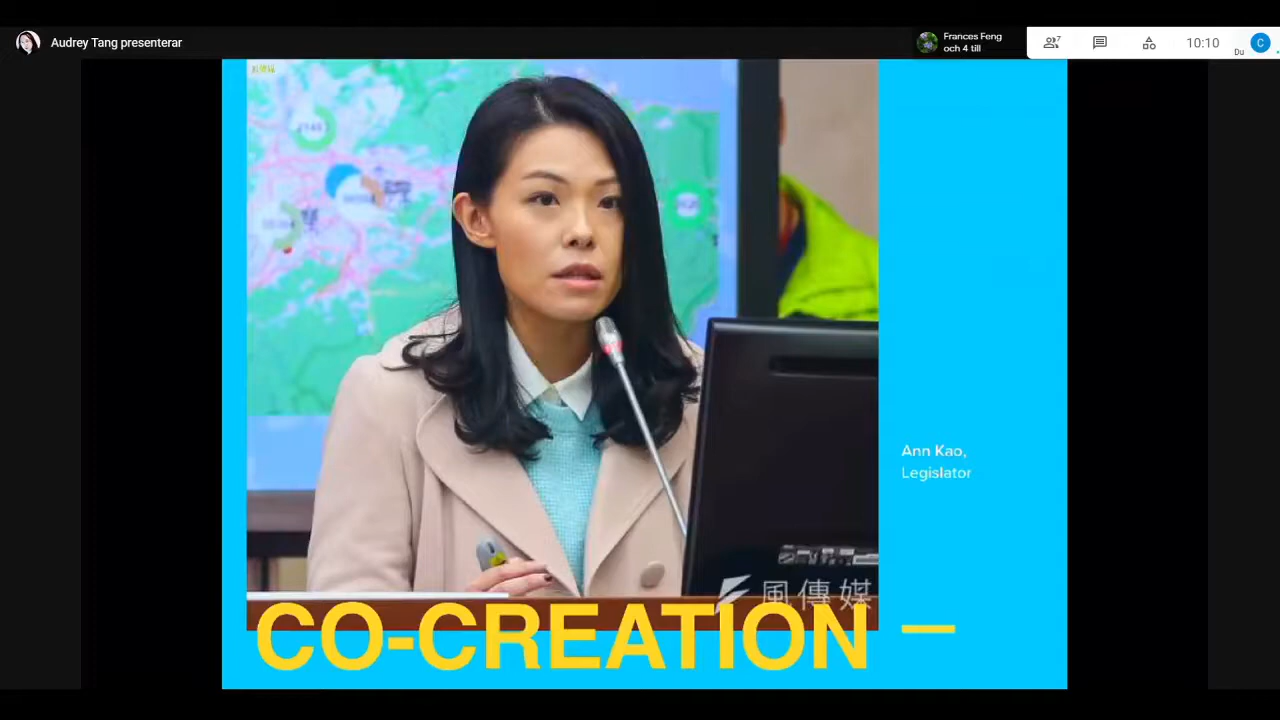 Audrey Tang presenterar
Frances Feng
och 4 till
7
10:10
Du
C
Ann Kao,
Legislator
風傳媒
CO-CREATION —